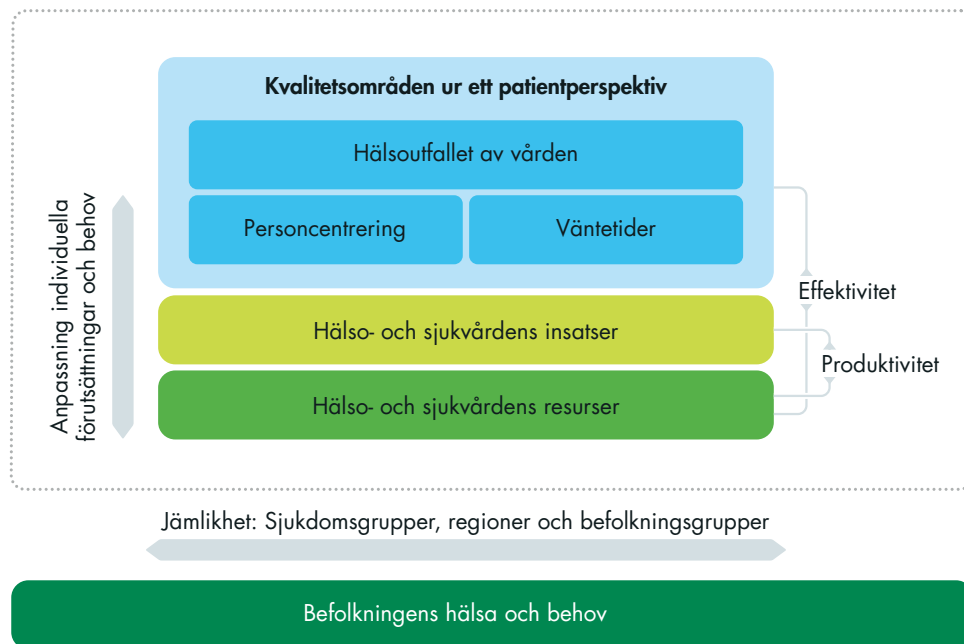 Kvalitetsområden ur ett patientperspektiv
Hälsoutfallet av vården
Personcentrering
Väntetider
Anpassning individuella
förutsättningar och behov
Effektivitet
Hälso- och sjukvårdens insatser
Produktivitet
Hälso- och sjukvårdens resurser
Jämlikhet: Sjukdomsgrupper, regioner och befolkningsgrupper
Befolkningens hälsa och behov